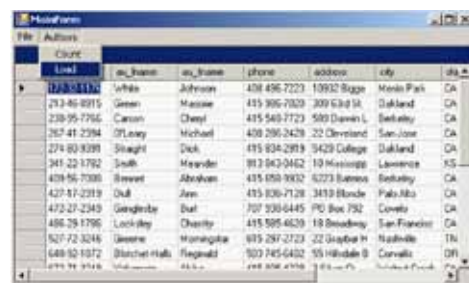 MainForm
File Authors
Count
Load
au_lname au_fname phone address city
172-32-1176 White Johnson 408 496-7223 10932 Bigge Menlo Park CA
213-46-8915 Green 415 986-7020 309 63rd St. Oakland CA
238-95-7766 Carson Cheryl 415 548-7723 589 Darwin L Berkeley CA
267-41-2394 O'Leary Michael 408 286-2428 22 Cleveland San Jose CA
274-80-9391 Straight Dick 415 834-2919 5420 College Oakland CA
341-22-1782 Smith Meander 913 843-0462 10 Mississipp Lawrence KS
409-56-7008 Bennet Abraham 415 658-9932 6223 Bateman Berkeley CA
427-17-2319 Dull Ann 415 836-7128 3410 Blonde Palo Alto CA
472-27-2349 Gringlesby Burt 707 938-6445 PO Box 792 Covelo CA
486-29-1786 Locksley Charity 415 585-4620 18 Broadway San Francisc CA
527-72-3246 Greene Morningstar 615 297-2723 22 Graybar H Nashville TN
648-92-1872 Blotchet-Halls Reginald 503 745-6402 55 Hillsdale B Corvallis OR